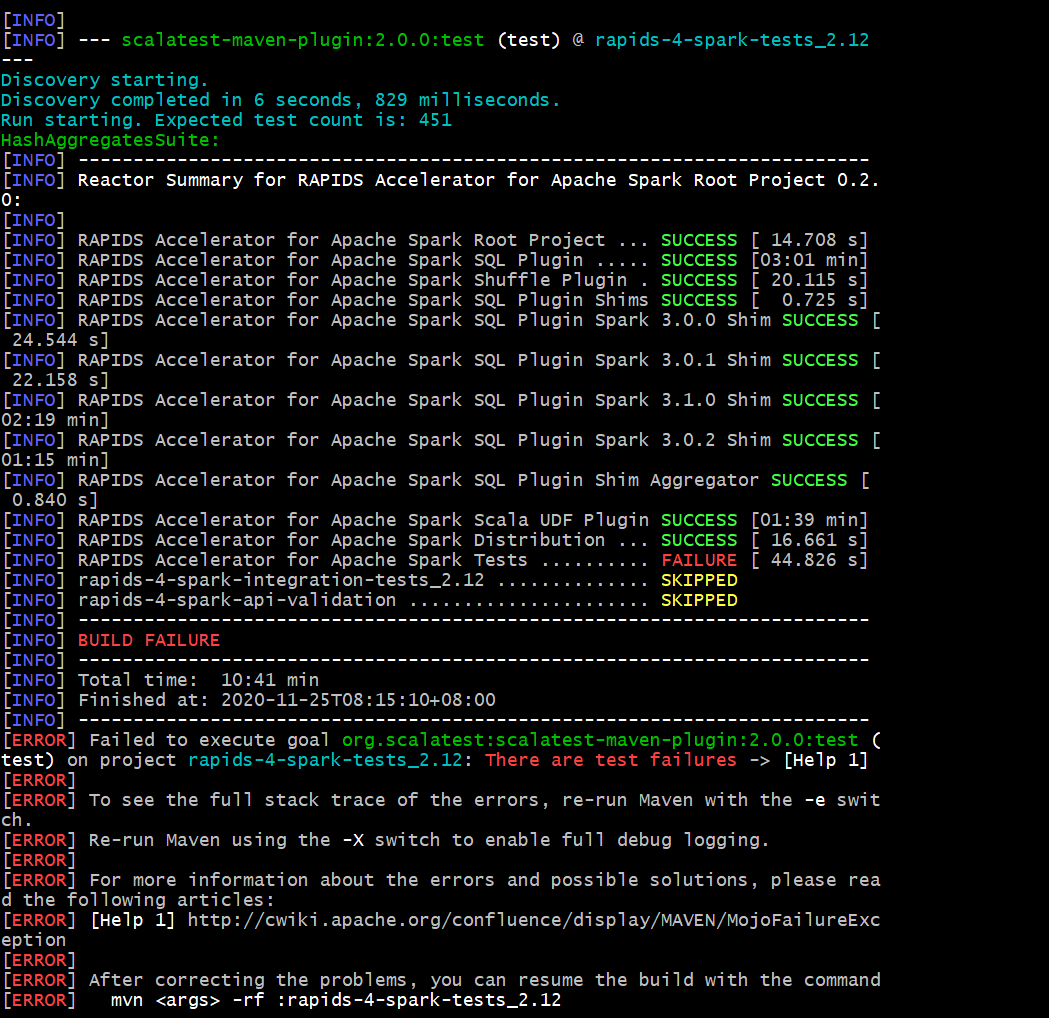 [INFO]
[INFO] --- scalatest-maven-plugin:2.0.0:test (test) @ rapids-4-spark-tests_2.12
---
Discovery starting.
Discovery completed in 6 seconds, 829 milliseconds.
Run starting. Expected test count is: 451
HashAggregatesSuite:
[INFO] ------------------------------------------------------------------------
[INFO] Reactor Summary for RAPIDS Accelerator for Apache Spark Root Project 0.2.
0:
[INFO]
[INFO] RAPIDS Accelerator for Apache Spark Root Project ... SUCCESS [ 14.708 s]
[INFO] RAPIDS Accelerator for Apache Spark SQL Plugin ..... SUCCESS [03:01 min]
[INFO] RAPIDS Accelerator for Apache Spark Shuffle Plugin . SUCCESS [ 20.115 s]
[INFO] RAPIDS Accelerator for Apache Spark SQL Plugin Shims SUCCESS [  0.725 s]
[INFO] RAPIDS Accelerator for Apache Spark SQL Plugin Spark 3.0.0 Shim SUCCESS [
 24.544 s]
[INFO] RAPIDS Accelerator for Apache Spark SQL Plugin Spark 3.0.1 Shim SUCCESS [
 22.158 s]
[INFO] RAPIDS Accelerator for Apache Spark SQL Plugin Spark 3.1.0 Shim SUCCESS [
02:19 min]
[INFO] RAPIDS Accelerator for Apache Spark SQL Plugin Spark 3.0.2 Shim SUCCESS [
01:15 min]
[INFO] RAPIDS Accelerator for Apache Spark SQL Plugin Shim Aggregator SUCCESS [
 0.840 s]
[INFO] RAPIDS Accelerator for Apache Spark Scala UDF Plugin SUCCESS [01:39 min]
[INFO] RAPIDS Accelerator for Apache Spark Distribution ... SUCCESS [ 16.661 s]
[INFO] RAPIDS Accelerator for Apache Spark Tests .......... FAILURE [ 44.826 s]
[INFO] rapids-4-spark-integration-tests_2.12 .............. SKIPPED
[INFO] rapids-4-spark-api-validation ...................... SKIPPED
[INFO] ------------------------------------------------------------------------
[INFO] BUILD FAILURE
[INFO] ------------------------------------------------------------------------
[INFO] Total time:  10:41 min
[INFO] Finished at: 2020-11-25T08:15:10+08:00
[INFO] ------------------------------------------------------------------------
[ERROR] Failed to execute goal org.scalatest:scalatest-maven-plugin:2.0.0:test (
test) on project rapids-4-spark-tests_2.12: There are test failures -> [Help 1]
[ERROR]
[ERROR] To see the full stack trace of the errors, re-run Maven with the -e swit
ch.
[ERROR] Re-run Maven using the -X switch to enable full debug logging.
[ERROR]
[ERROR] For more information about the errors and possible solutions, please rea
d the following articles:
[ERROR] [Help 1] http://cwiki.apache.org/confluence/display/MAVEN/MojoFailureExc
eption
[ERROR]
[ERROR] After correcting the problems, you can resume the build with the command
[ERROR]   mvn <args> -rf :rapids-4-spark-tests_2.12